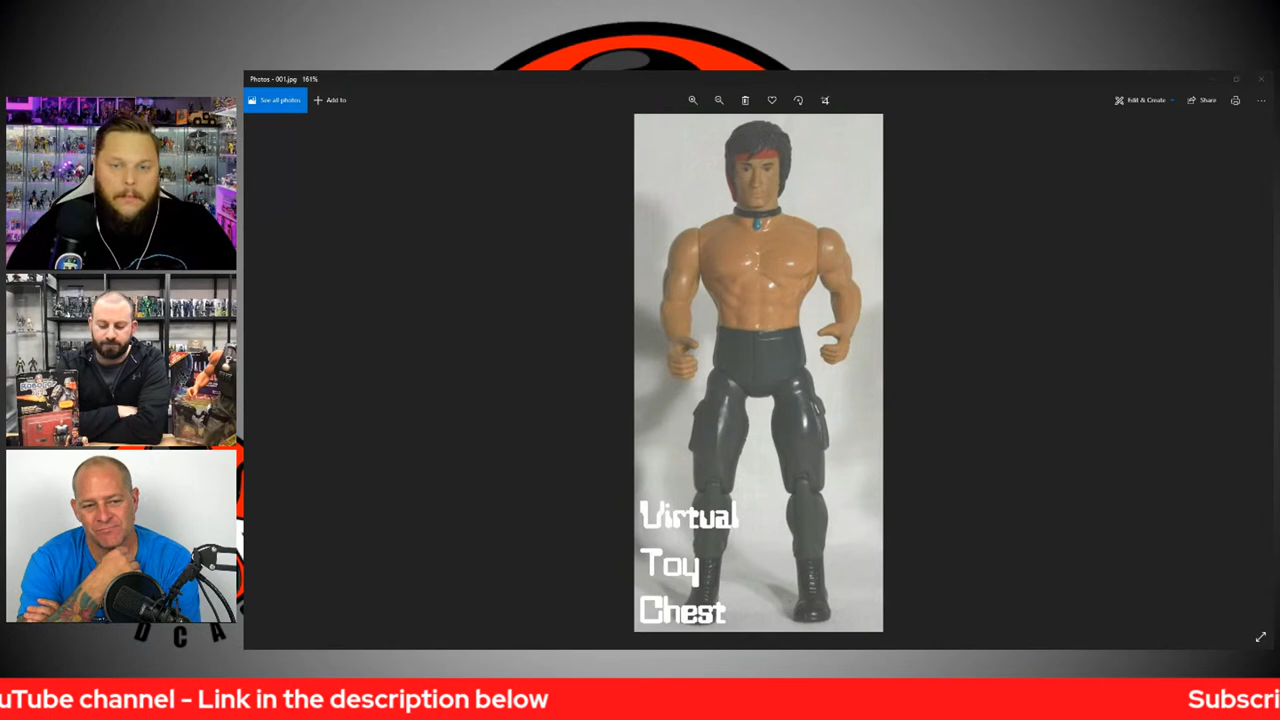 Photos - 001.jpg 161%
See all photos
Add to
Edit & Create
Share
ROBOCOP
Virtual
Toy
Chest
D C A
uTube channel - Link in the description below
Subscri